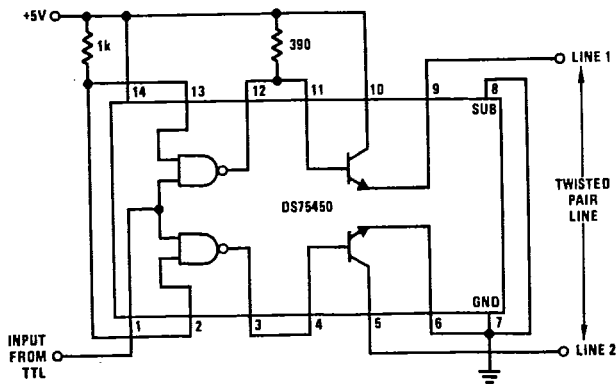 +5V
1k
390
LINE 1
14
13
12
11
10
9
8
SUB
DS75450
TWISTED
PAIR
LINE
GND
1
2
3
4
5
6
7
INPUT
FROM
TTL
LINE 2